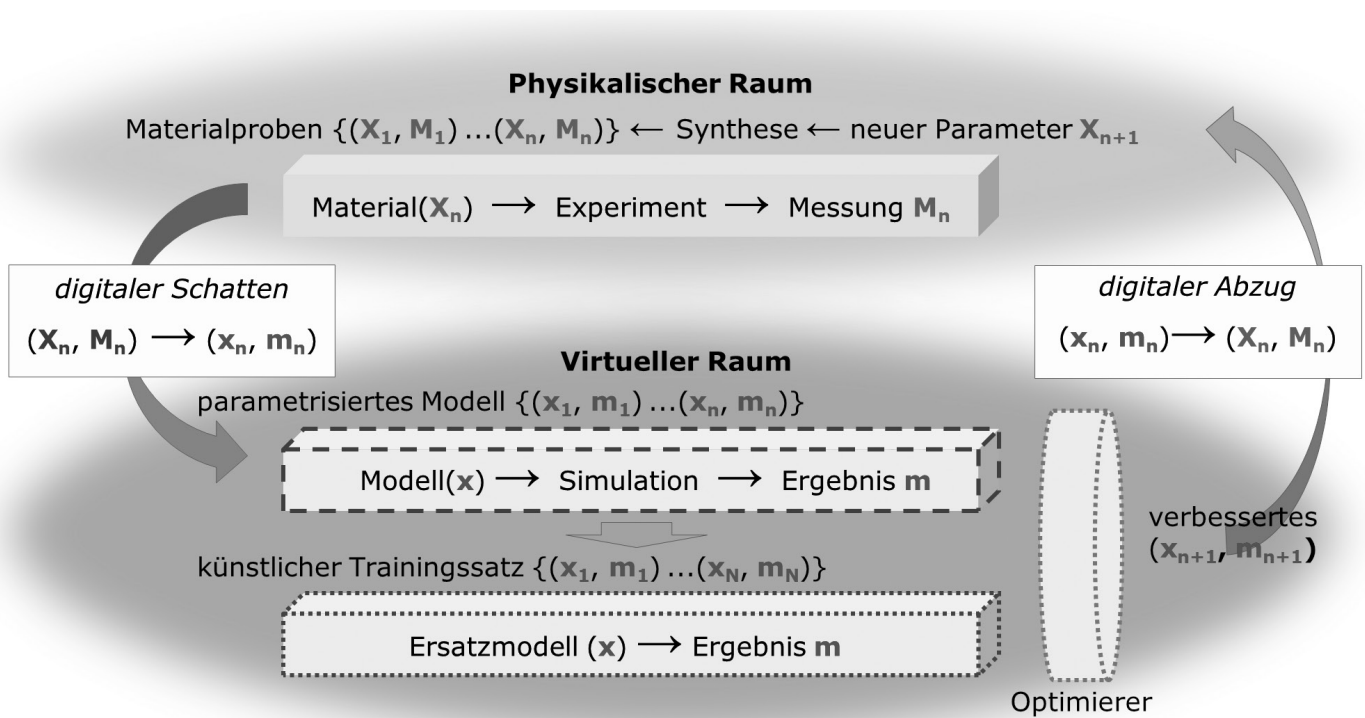 Physikalischer Raum
Materialproben {(X₁, M₁) ...(Xₙ, Mₙ)} ← Synthese ← neuer Parameter Xₙ₊₁
Material(Xₙ) → Experiment → Messung Mₙ
digitaler Schatten
(Xₙ, Mₙ) → (xₙ, mₙ)
digitaler Abzug
(xₙ, mₙ)→ (Xₙ, Mₙ)
Virtueller Raum
parametrisiertes Modell {(x₁, m₁) ...(xₙ, mₙ)}
Modell(x) → Simulation → Ergebnis m
künstlicher Trainingssatz {(x₁, m₁) ...(x_N, m_N)}
Ersatzmodell (x) → Ergebnis m
verbessertes
(xₙ₊₁, mₙ₊₁)
Optimierer